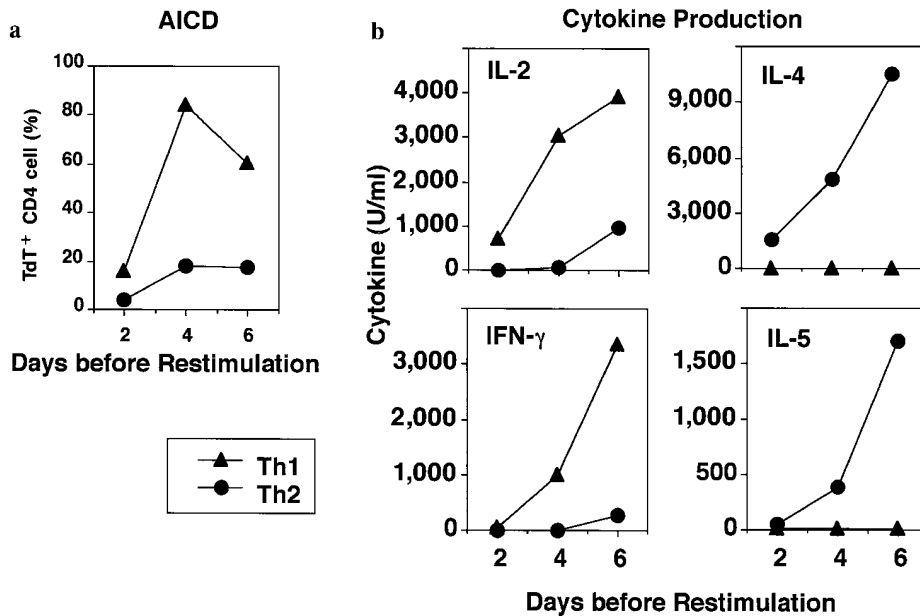 a
AICD
TdT⁺ CD4 cell (%)
100
80
60
40
20
0
2 4 6
Days before Restimulation
Th1
Th2
b
Cytokine Production
Cytokine (U/ml)
IL-2
4,000
3,000
2,000
1,000
0
IL-4
9,000
6,000
3,000
0
IFN-γ
3,000
2,000
1,000
0
2 4 6
IL-5
1,500
1,000
500
0
2 4 6
Days before Restimulation